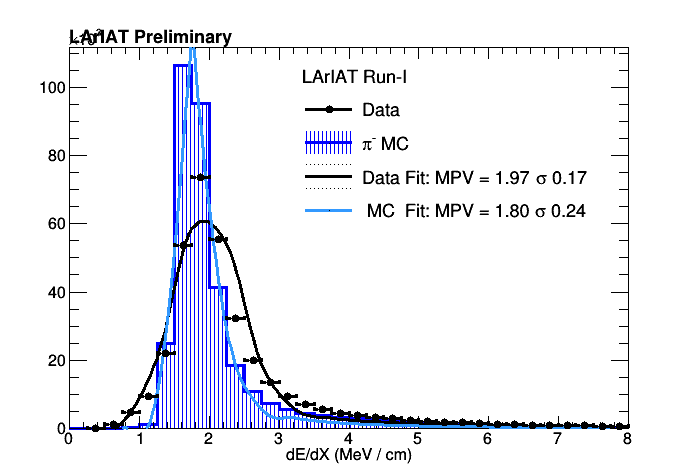 LArIAT Preliminary
LArIAT Run-I
Data
π⁻ MC
Data Fit: MPV = 1.97 σ 0.17
MC Fit: MPV = 1.80 σ 0.24
100
80
60
40
20
0
0 1 2 3 4 5 6 7 8
dE/dX (MeV / cm)